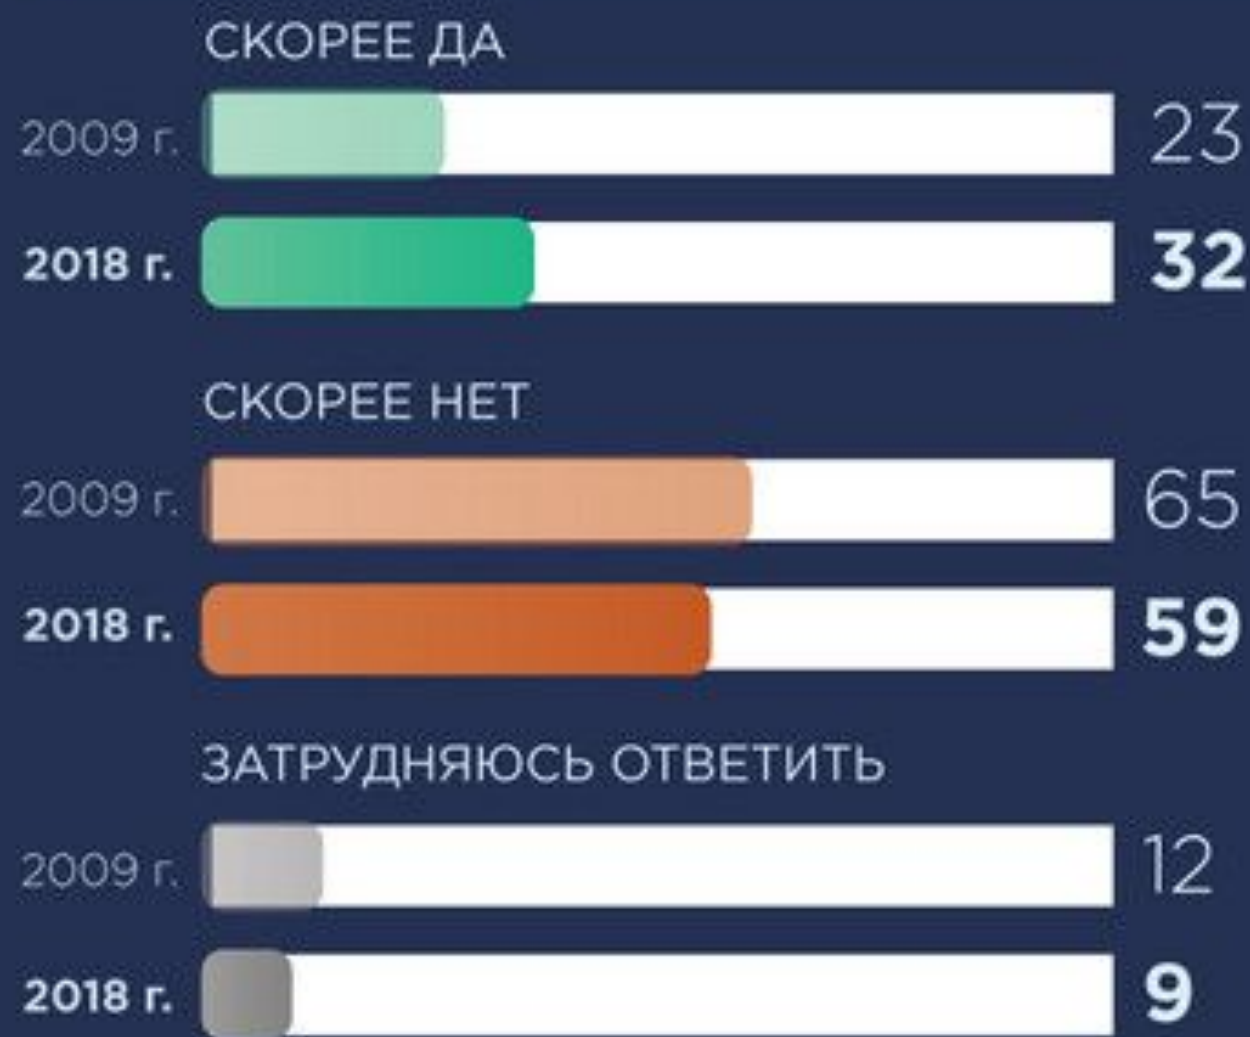 СКОРЕЕ ДА
2009 г. 23
2018 г. 32
СКОРЕЕ НЕТ
2009 г. 65
2018 г. 59
ЗАТРУДНЯЮСЬ ОТВЕТИТЬ
2009 г. 12
2018 г. 9